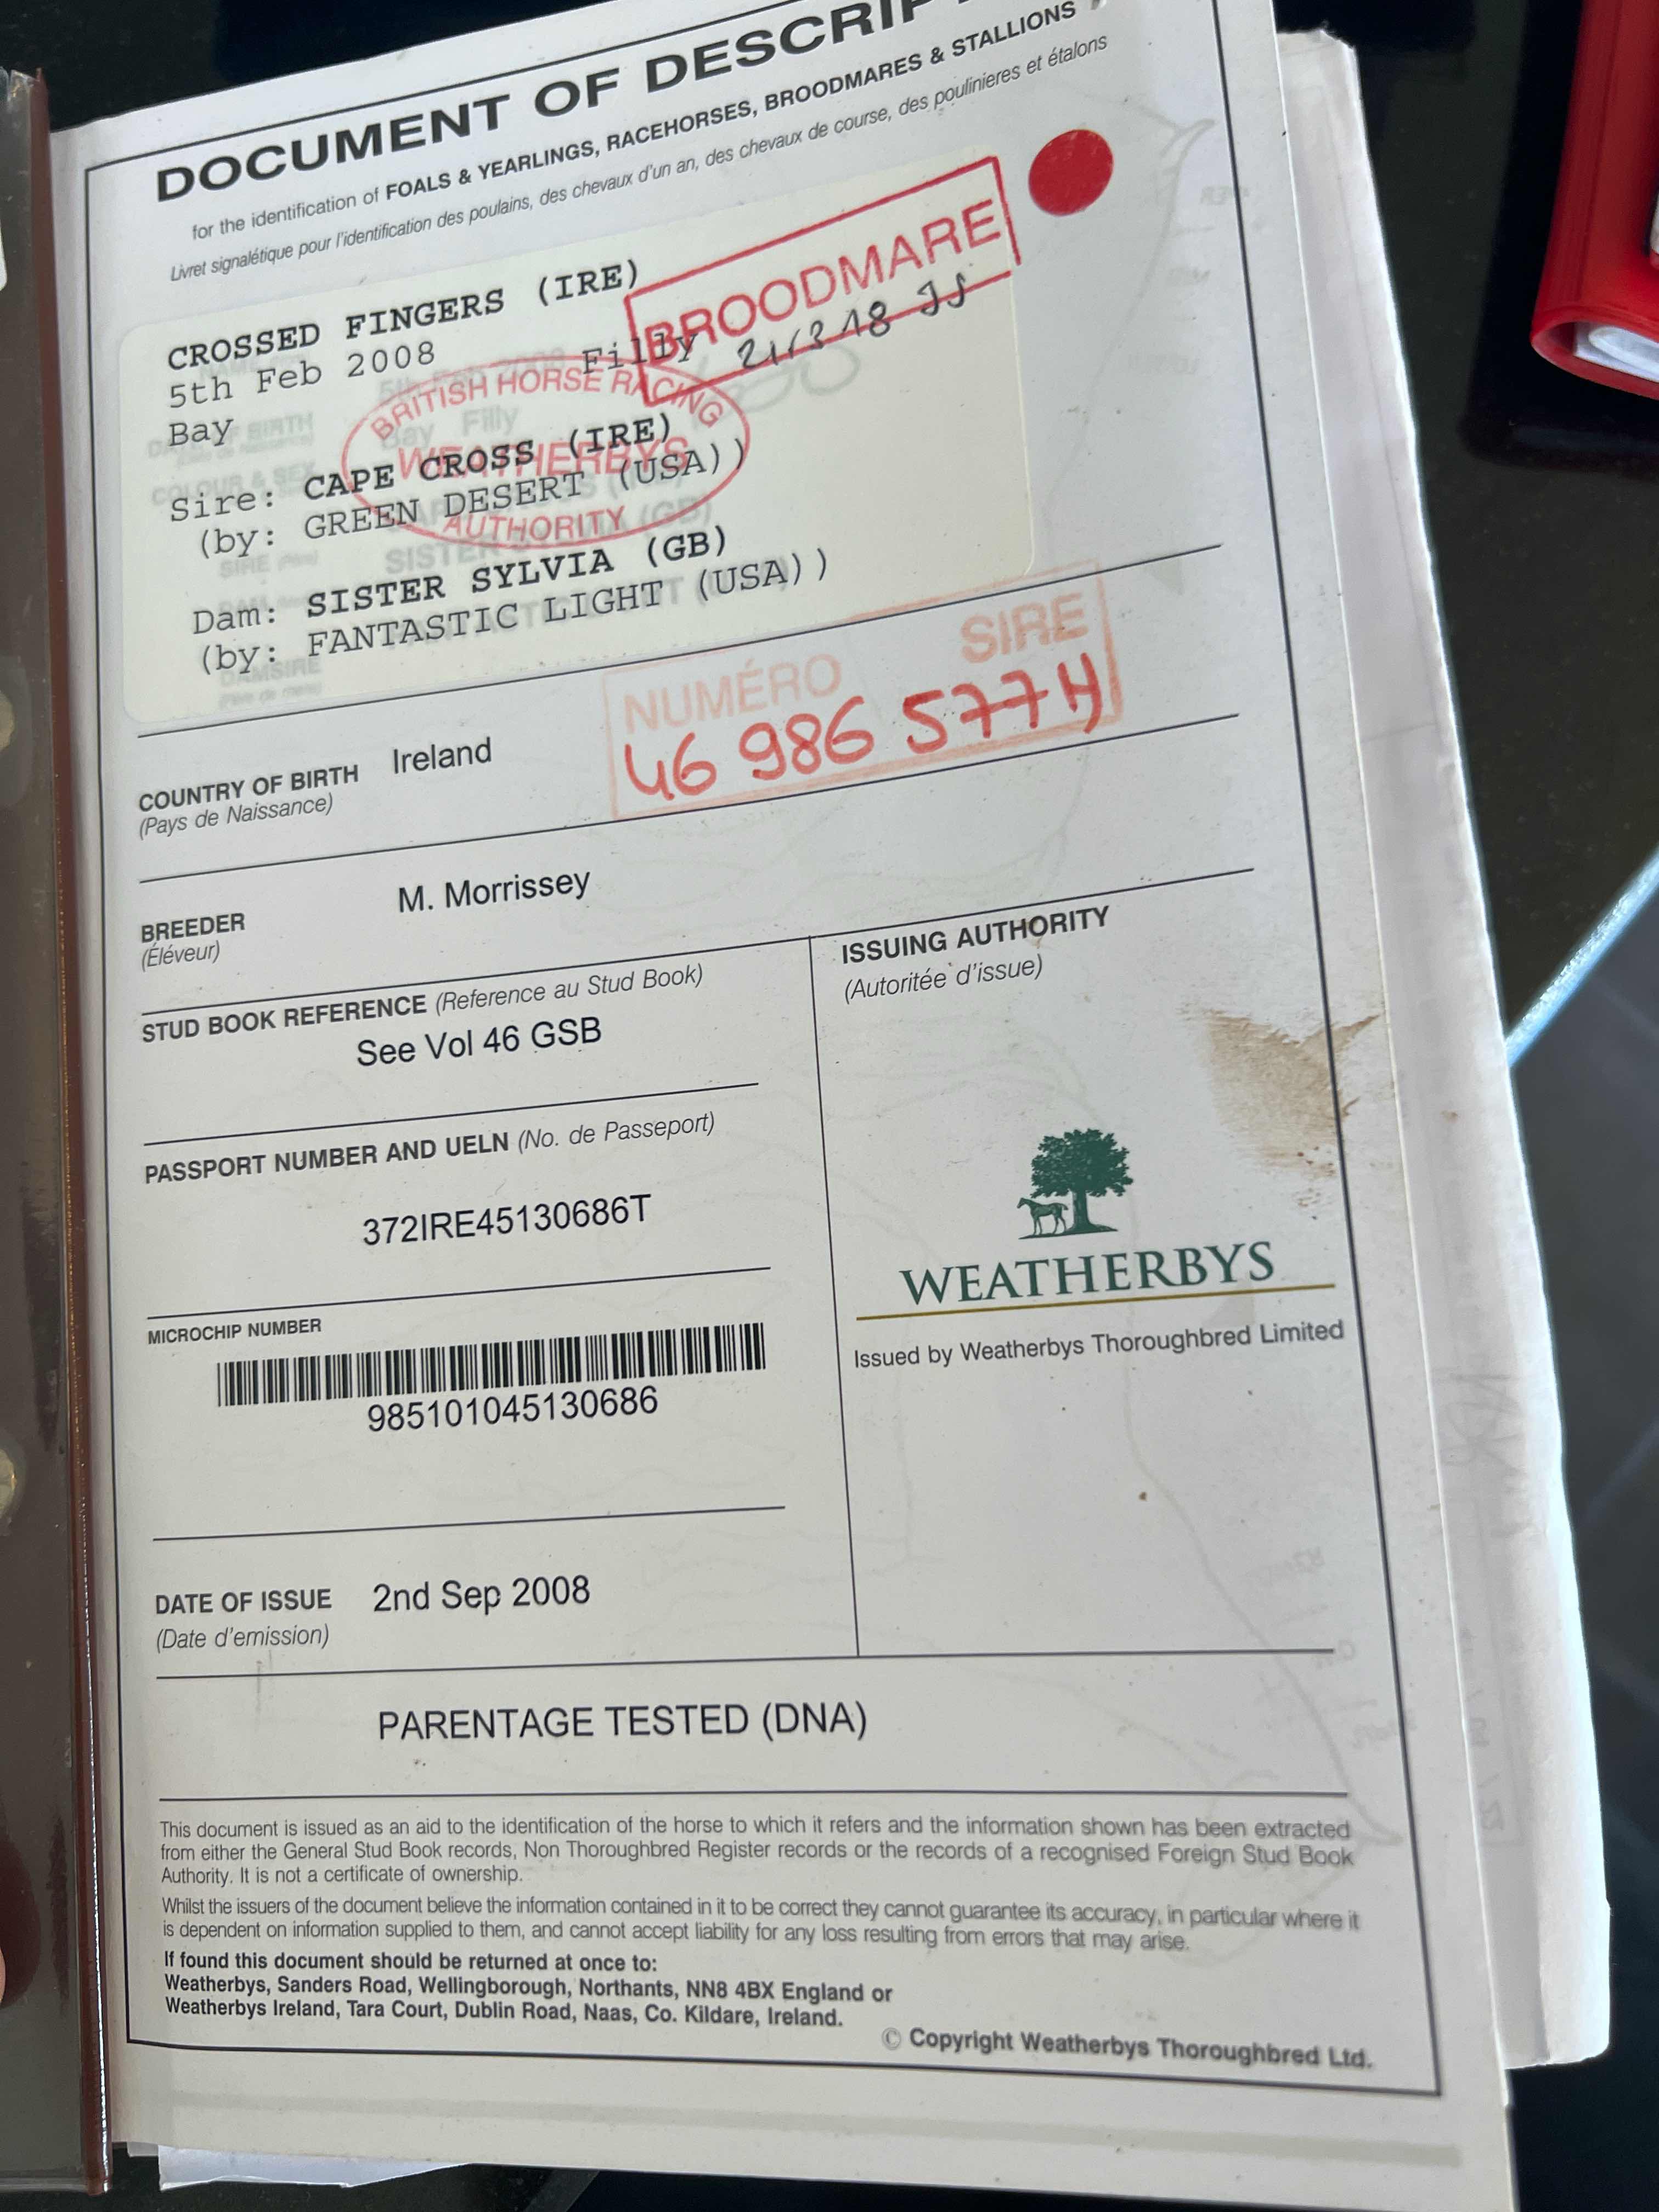 DOCUMENT OF DESCRIP
for the identification of FOALS & YEARLINGS, RACEHORSES, BROODMARES & STALLIONS
Livret signalétique pour l'identification des poulains, des chevaux d'un an, des chevaux de course, des poulinieres et étalons
BROODMARE
21/3 18 JS
CROSSED FINGERS (IRE)
5th Feb 2008 Filly
Bay
BRITISH HORSE RACING
WEATHERBYS
AUTHORITY
Sire: CAPE CROSS (IRE)
(by: GREEN DESERT (USA))
Dam: SISTER SYLVIA (GB)
(by: FANTASTIC LIGHT (USA))
NUMÉRO SIRE
46 986 577 H
COUNTRY OF BIRTH Ireland
(Pays de Naissance)
BREEDER M. Morrissey
(Éléveur)
STUD BOOK REFERENCE (Reference au Stud Book)
See Vol 46 GSB
PASSPORT NUMBER AND UELN (No. de Passeport)
372IRE45130686T
MICROCHIP NUMBER
985101045130686
ISSUING AUTHORITY
(Autoritée d'issue)
WEATHERBYS
Issued by Weatherbys Thoroughbred Limited
DATE OF ISSUE 2nd Sep 2008
(Date d'emission)
PARENTAGE TESTED (DNA)
This document is issued as an aid to the identification of the horse to which it refers and the information shown has been extracted
from either the General Stud Book records, Non Thoroughbred Register records or the records of a recognised Foreign Stud Book
Authority. It is not a certificate of ownership.
Whilst the issuers of the document believe the information contained in it to be correct they cannot guarantee its accuracy, in particular where it
is dependent on information supplied to them, and cannot accept liability for any loss resulting from errors that may arise.
If found this document should be returned at once to:
Weatherbys, Sanders Road, Wellingborough, Northants, NN8 4BX England or
Weatherbys Ireland, Tara Court, Dublin Road, Naas, Co. Kildare, Ireland.
© Copyright Weatherbys Thoroughbred Ltd.